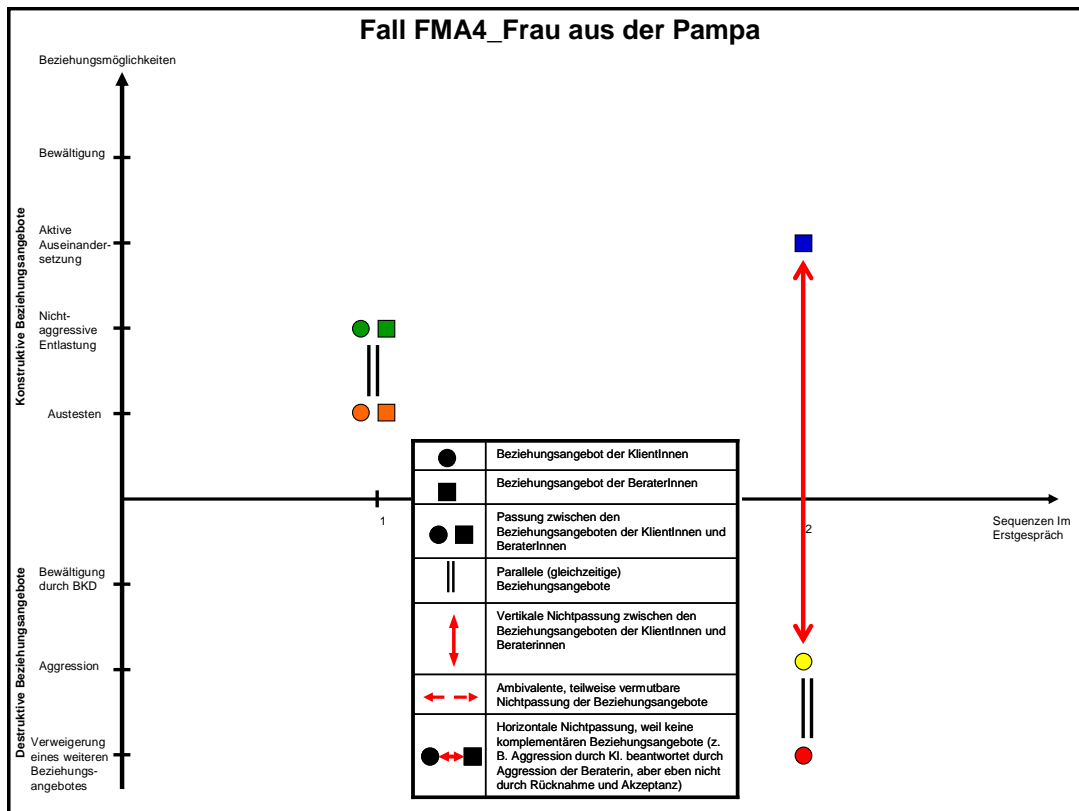 Fall FMA4_Frau aus der Pampa
Beziehungsmöglichkeiten
Konstruktive Beziehungsangebote
Bewältigung
Aktive
Auseinander-
setzung
Nicht-
aggressive
Entlastung
Austesten
1
2
Sequenzen Im
Erstgespräch
Destruktive Beziehungsangebote
Bewältigung
durch BKD
Aggression
Verweigerung
eines weiteren
Beziehungs-
angebotes
Beziehungsangebot der KlientInnen
Beziehungsangebot der BeraterInnen
Passung zwischen den
Beziehungsangeboten der KlientInnen und
BeraterInnen
Parallele (gleichzeitige)
Beziehungsangebote
Vertikale Nichtpassung zwischen den
Beziehungsangeboten der KlientInnen und
Beraterinnen
Ambivalente, teilweise vermutbare
Nichtpassung der Beziehungsangebote
Horizontale Nichtpassung, weil keine
komplementären Beziehungsangebote (z.
B. Aggression durch Kl. beantwortet durch
Aggression der Beraterin, aber eben nicht
durch Rücknahme und Akzeptanz)